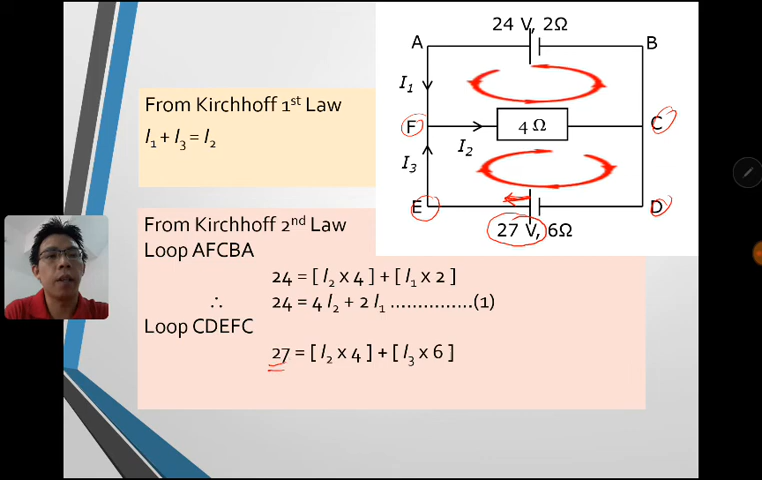 From Kirchhoff 1st Law
I₁ + I₃ = I₂
24 V, 2Ω
A
B
I₁
F
4 Ω
C
I₂
I₃
E
D
27 V, 6Ω
From Kirchhoff 2nd Law
Loop AFCBA
24 = [ I₂ x 4 ] + [ I₁ x 2 ]
∴ 24 = 4 I₂ + 2 I₁ ...............(1)
Loop CDEFC
27 = [ I₂ x 4 ] + [ I₃ x 6 ]